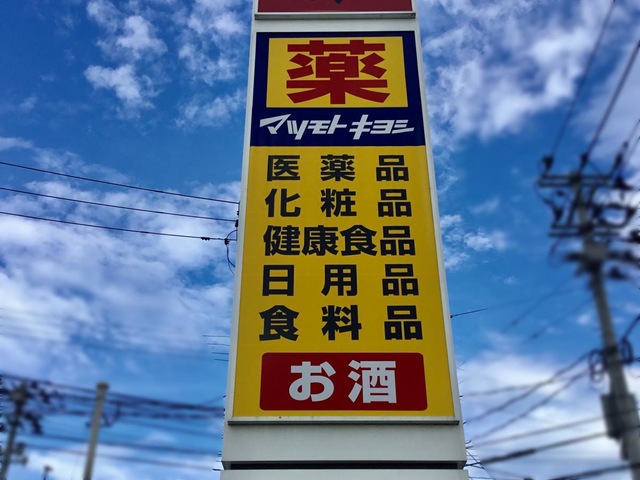 薬
マツモトキヨシ
医薬品
化粧品
健康食品
日用品
食料品
お酒